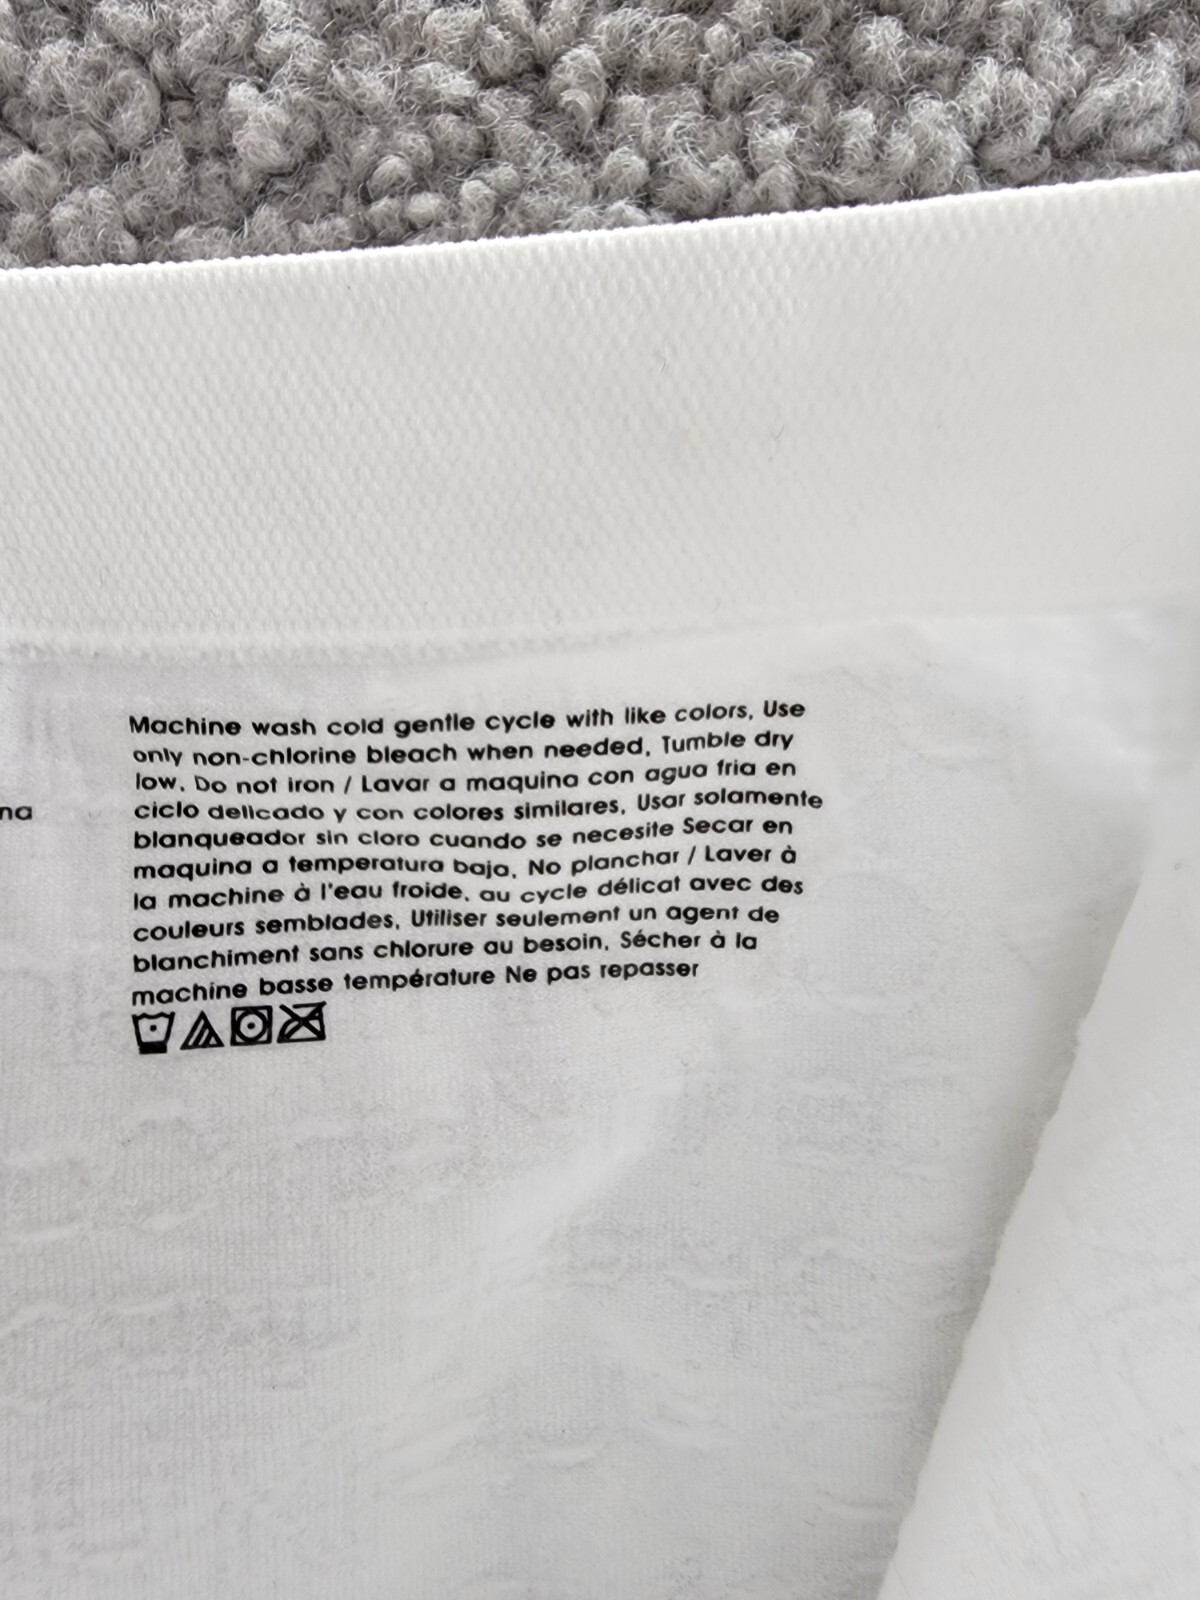 Machine wash cold gentle cycle with like colors, Use
only non-chlorine bleach when needed, Tumble dry
low. Do not iron / Lavar a maquina con agua fria en
ciclo delicado y con colores similares, Usar solamente
blanqueador sin cloro cuando se necesite Secar en
maquina a temperatura baja, No planchar / Laver à
la machine à l'eau froide, au cycle délicat avec des
couleurs semblades, Utiliser seulement un agent de
blanchiment sans chlorure au besoin, Sécher à la
machine basse température Ne pas repasser
na